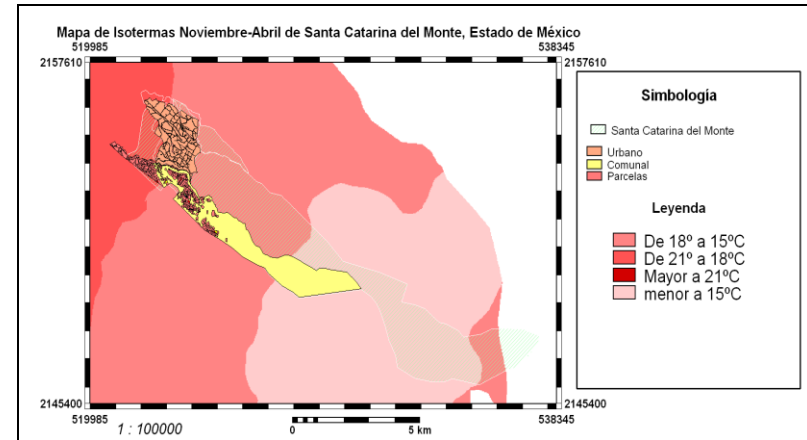 Mapa de Isotermas Noviembre-Abril de Santa Catarina del Monte, Estado de México
519985 538345
2157610 2157610
Simbología
Santa Catarina del Monte
Urbano
Comunal
Parcelas
Leyenda
De 18º a 15ºC
De 21º a 18ºC
Mayor a 21ºC
menor a 15ºC
2145400 2145400
519985 538345
1 : 100000 0 5 km